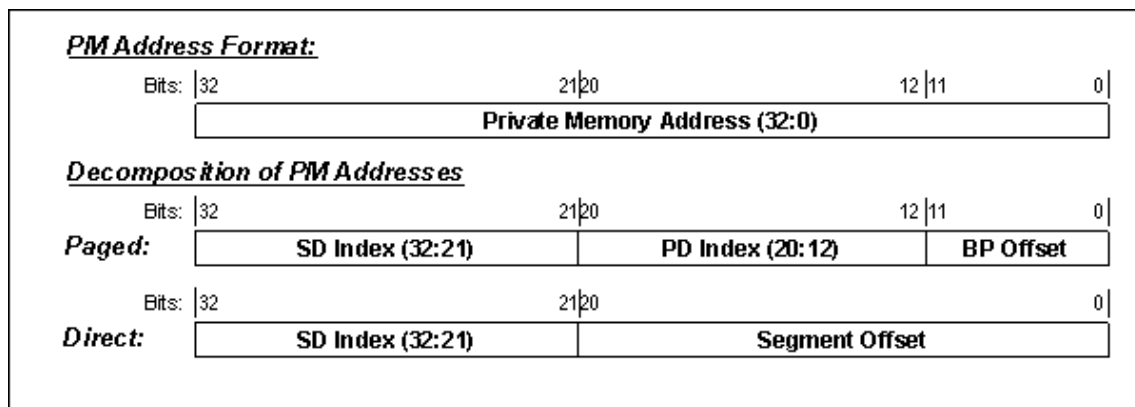 PM Address Format:
Bits: 32 21 20 12 11 0
Private Memory Address (32:0)
Decomposition of PM Addresses
Bits: 32 21 20 12 11 0
Paged: SD Index (32:21) PD Index (20:12) BP Offset
Bits: 32 21 20 0
Direct: SD Index (32:21) Segment Offset